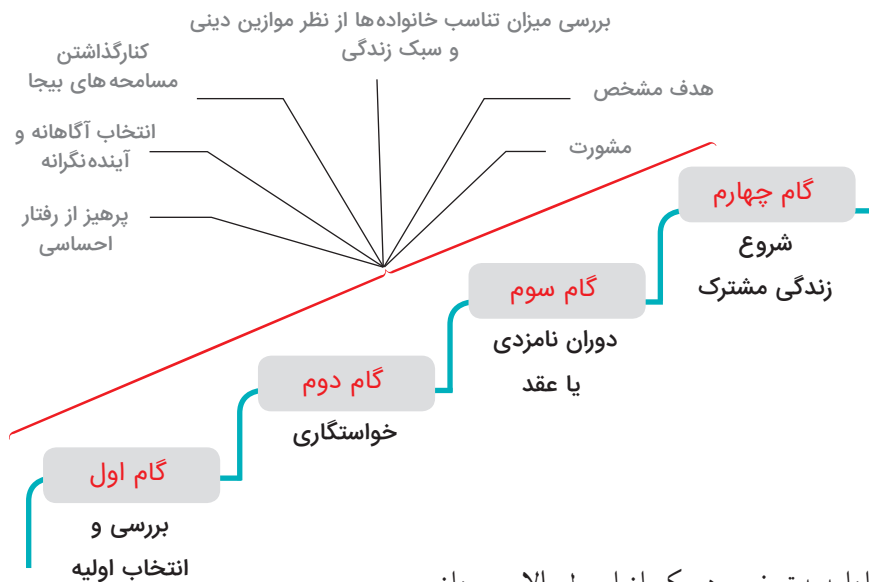 بررسی میزان تناسب خانواده‌ها از نظر موازین دینی
و سبک زندگی
کنارگذاشتن
مسامحه‌های بیجا
هدف مشخص
انتخاب آگاهانه و
آینده‌نگرانه
مشورت
پرهیز از رفتار
احساسی
گام چهارم
شروع
زندگی مشترک
گام سوم
دوران نامزدی
یا عقد
گام دوم
خواستگاری
گام اول
بررسی و
انتخاب اولیه